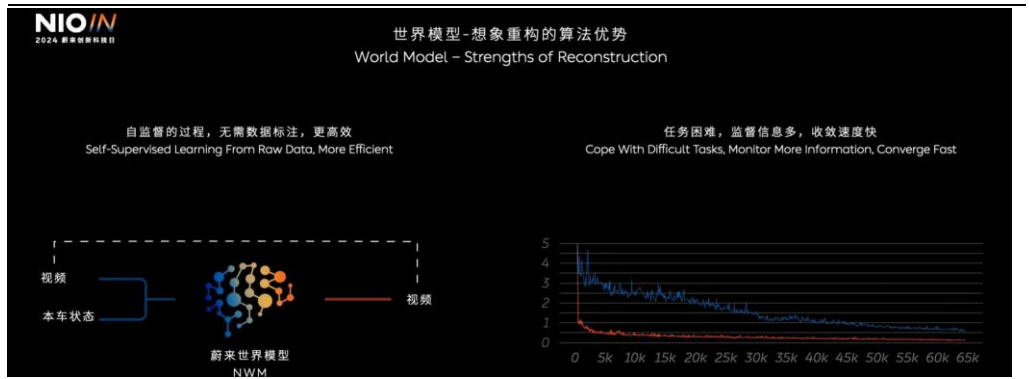 NIO IN
2024 蔚来创新科技日
世界模型-想象重构的算法优势
World Model – Strengths of Reconstruction
自监督的过程，无需数据标注，更高效
Self-Supervised Learning From Raw Data, More Efficient
任务困难，监督信息多，收敛速度快
Cope With Difficult Tasks, Monitor More Information, Converge Fast
视频
本车状态
视频
蔚来世界模型
NWM
5
4
3
2
1
0
0 5k 10k 15k 20k 25k 30k 35k 40k 45k 50k 55k 60k 65k